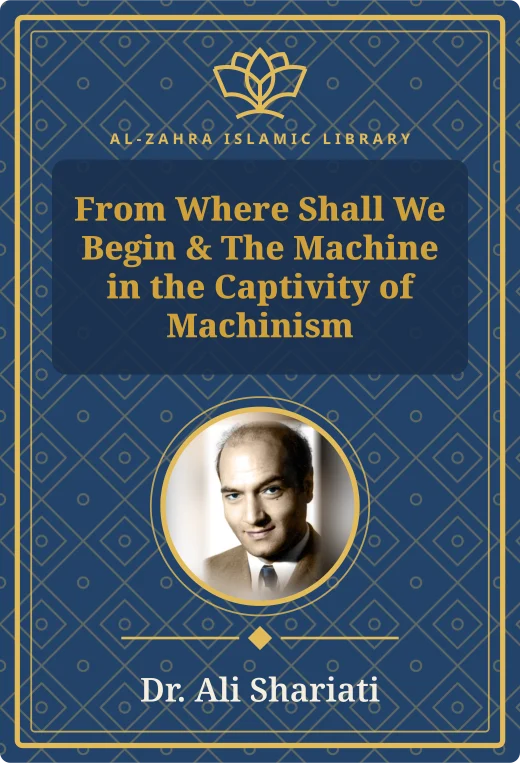 AL-ZAHRA ISLAMIC LIBRARY
From Where Shall We
Begin & The Machine
in the Captivity of
Machinism
Dr. Ali Shariati